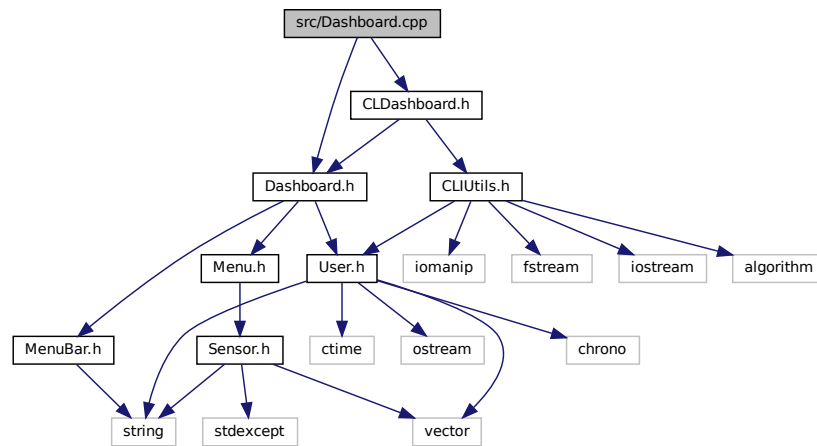 src/Dashboard.cpp
CLDashboard.h
Dashboard.h
CLIUtils.h
Menu.h
User.h
iomanip
fstream
iostream
algorithm
MenuBar.h
Sensor.h
ctime
ostream
chrono
string
stdexcept
vector